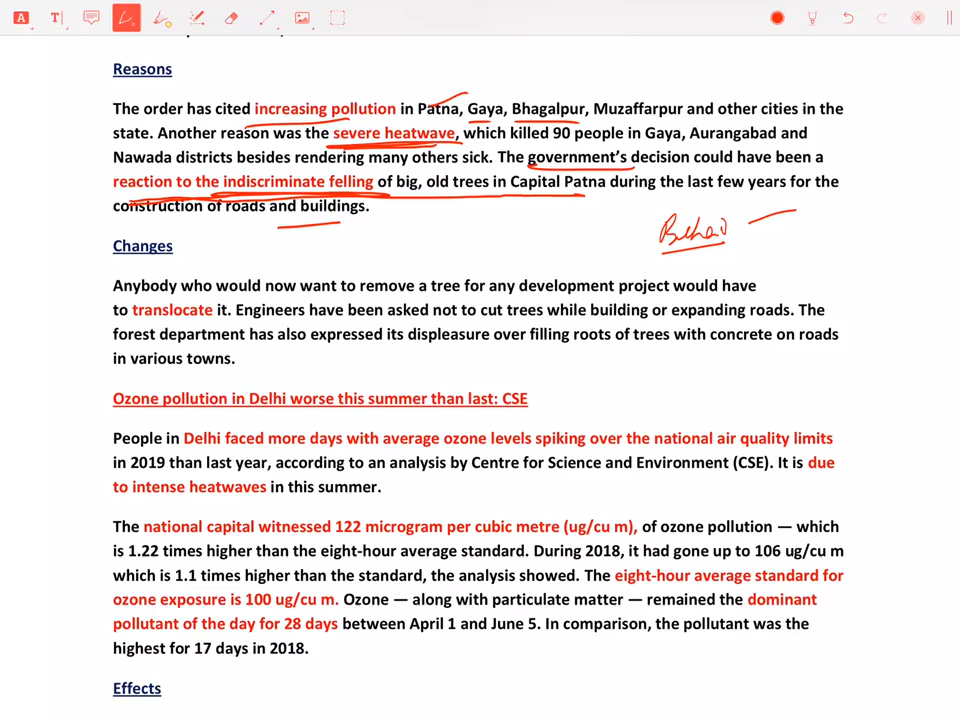 A T
Reasons
The order has cited increasing pollution in Patna, Gaya, Bhagalpur, Muzaffarpur and other cities in the
state. Another reason was the severe heatwave, which killed 90 people in Gaya, Aurangabad and
Nawada districts besides rendering many others sick. The government's decision could have been a
reaction to the indiscriminate felling of big, old trees in Capital Patna during the last few years for the
construction of roads and buildings.
Changes
Anybody who would now want to remove a tree for any development project would have
to translocate it. Engineers have been asked not to cut trees while building or expanding roads. The
forest department has also expressed its displeasure over filling roots of trees with concrete on roads
in various towns.
Ozone pollution in Delhi worse this summer than last: CSE
People in Delhi faced more days with average ozone levels spiking over the national air quality limits
in 2019 than last year, according to an analysis by Centre for Science and Environment (CSE). It is due
to intense heatwaves in this summer.
The national capital witnessed 122 microgram per cubic metre (ug/cu m), of ozone pollution — which
is 1.22 times higher than the eight-hour average standard. During 2018, it had gone up to 106 ug/cu m
which is 1.1 times higher than the standard, the analysis showed. The eight-hour average standard for
ozone exposure is 100 ug/cu m. Ozone — along with particulate matter — remained the dominant
pollutant of the day for 28 days between April 1 and June 5. In comparison, the pollutant was the
highest for 17 days in 2018.
Effects